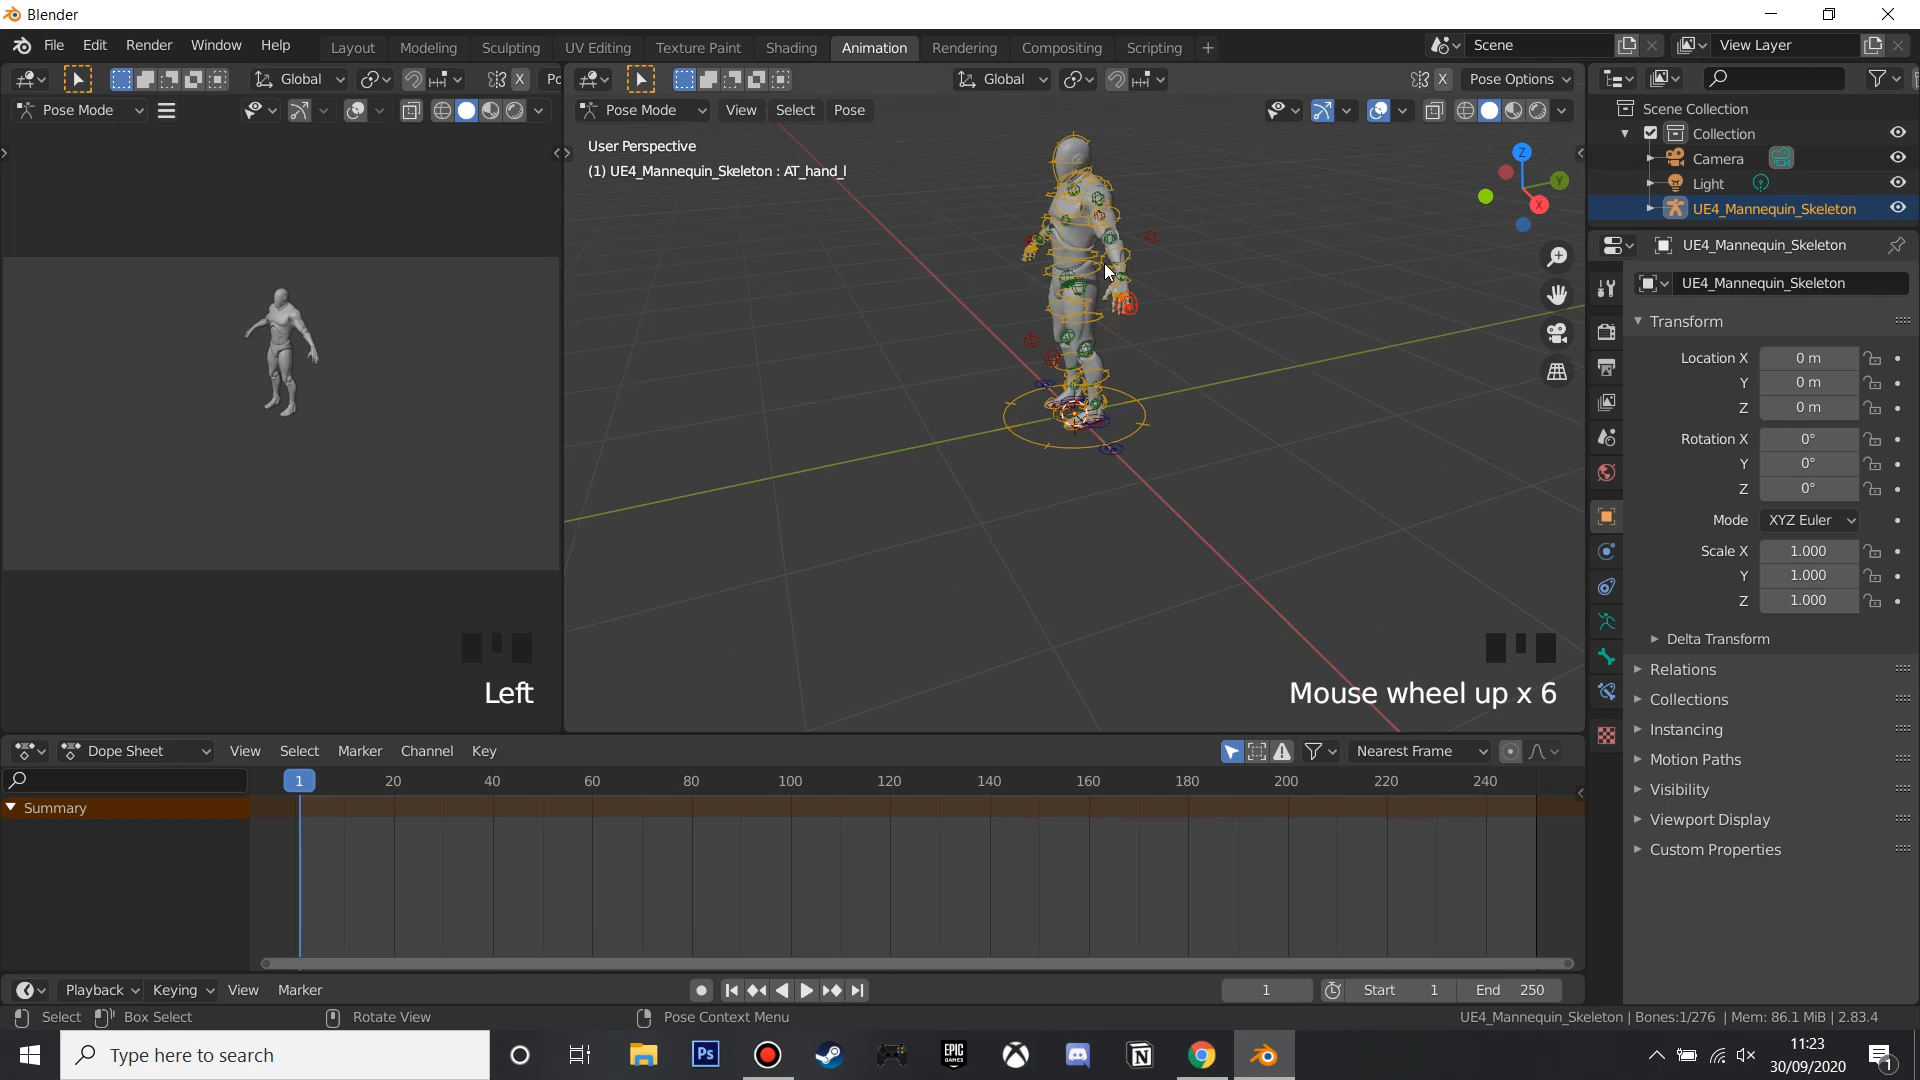 Blender
File Edit Render Window Help Layout Modeling Sculpting UV Editing Texture Paint Shading Animation Rendering Compositing Scripting + Scene View Layer
Global X Po Global X Pose Options
Pose Mode Pose Mode View Select Pose
Scene Collection
Collection
Camera
Light
UE4_Mannequin_Skeleton
User Perspective
(1) UE4_Mannequin_Skeleton : AT_hand_l
Z
Y
X
UE4_Mannequin_Skeleton
UE4_Mannequin_Skeleton
Transform
Location X 0 m
Y 0 m
Z 0 m
Rotation X 0°
Y 0°
Z 0°
Mode XYZ Euler
Scale X 1.000
Y 1.000
Z 1.000
Delta Transform
Relations
Collections
Instancing
Motion Paths
Visibility
Viewport Display
Custom Properties
Left
Mouse wheel up x 6
Dope Sheet View Select Marker Channel Key Nearest Frame
1 20 40 60 80 100 120 140 160 180 200 220 240
Summary
Playback Keying View Marker 1 Start 1 End 250
Select Box Select Rotate View Pose Context Menu UE4_Mannequin_Skeleton | Bones:1/276 | Mem: 86.1 MiB | 2.83.4
Type here to search
Ps
EPIC
GAMES
N
11:23
30/09/2020
1